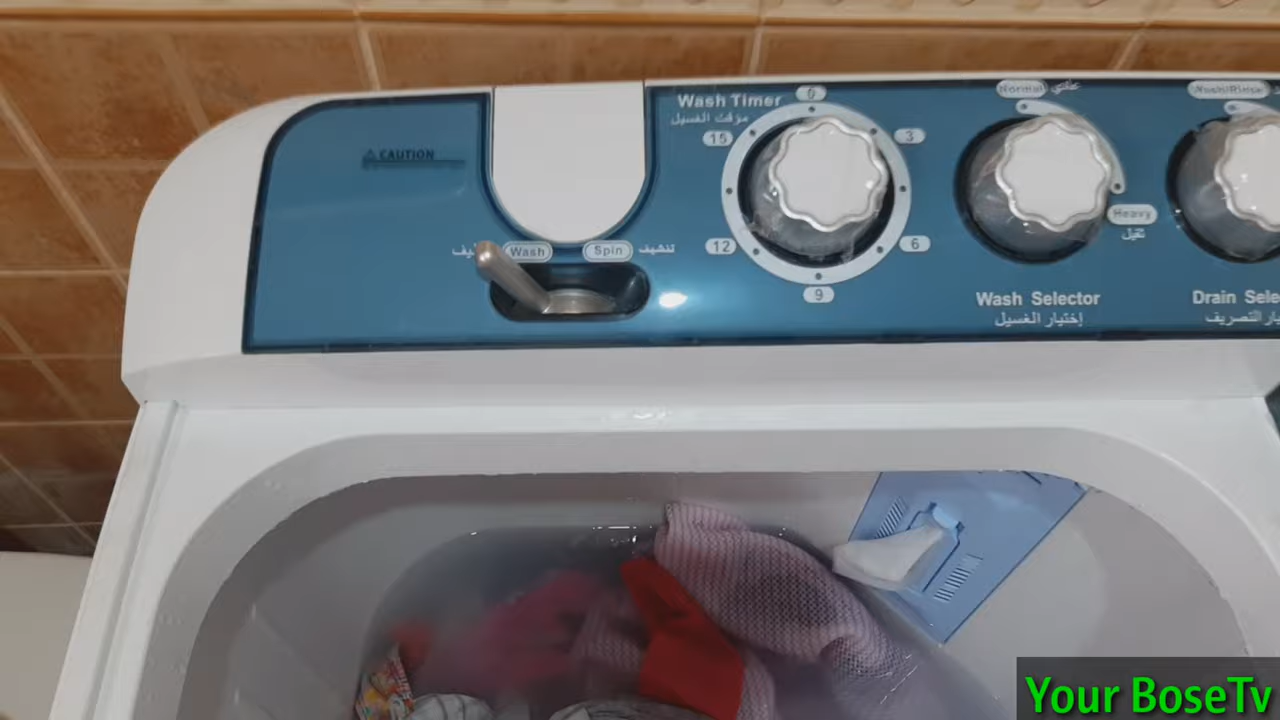 CAUTION
Wash Timer
مؤقت الغسيل
0
3
6
9
12
15
Wash
Spin
تنشيف
Normal
عادي
Heavy
ثقيل
Wash Selector
إختيار الغسيل
Wash/Rinse
Drain
Your BoseTv